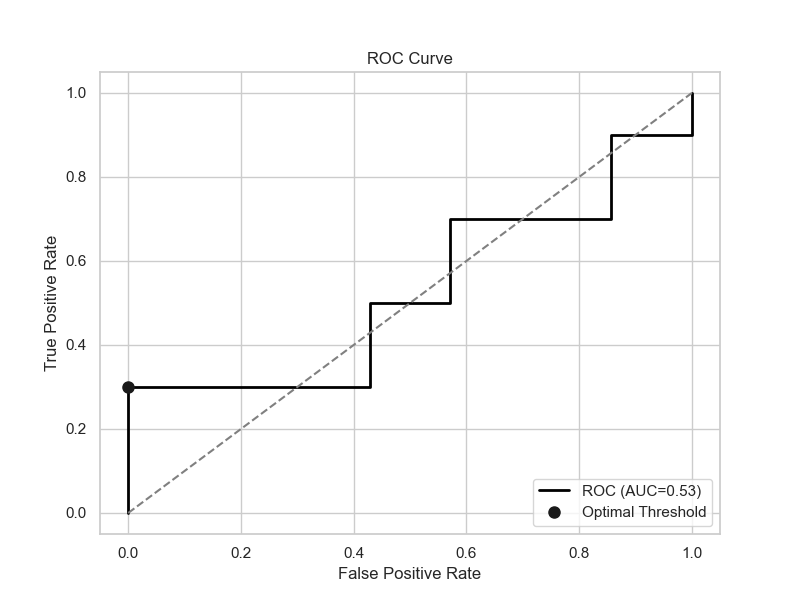 ROC Curve
1.0
0.8
0.6
0.4
0.2
0.0
True Positive Rate
0.0 0.2 0.4 0.6 0.8 1.0
False Positive Rate
ROC (AUC=0.53)
Optimal Threshold